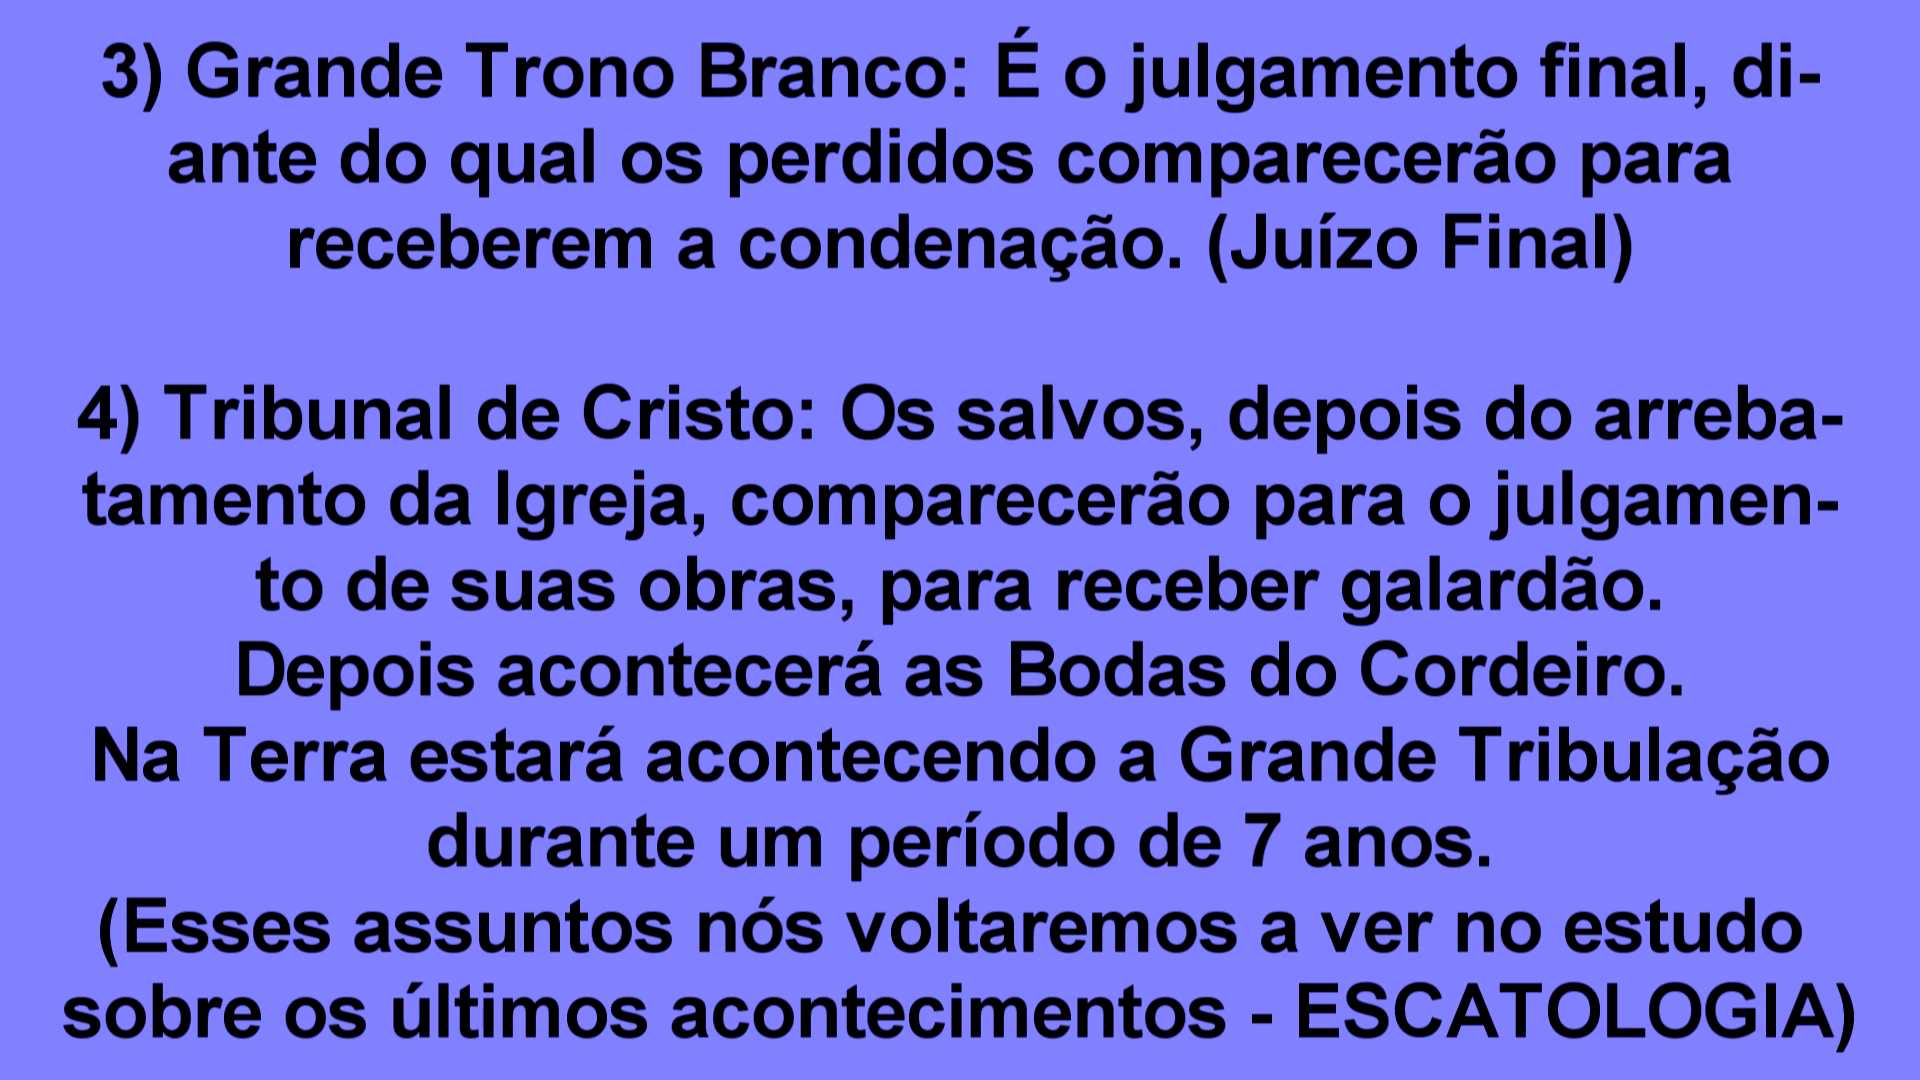 3) Grande Trono Branco: É o julgamento final, di-
ante do qual os perdidos comparecerão para
receberem a condenação. (Juízo Final)
4) Tribunal de Cristo: Os salvos, depois do arreba-
tamento da Igreja, comparecerão para o julgamen-
to de suas obras, para receber galardão.
Depois acontecerá as Bodas do Cordeiro.
Na Terra estará acontecendo a Grande Tribulação
durante um período de 7 anos.
(Esses assuntos nós voltaremos a ver no estudo
sobre os últimos acontecimentos - ESCATOLOGIA)